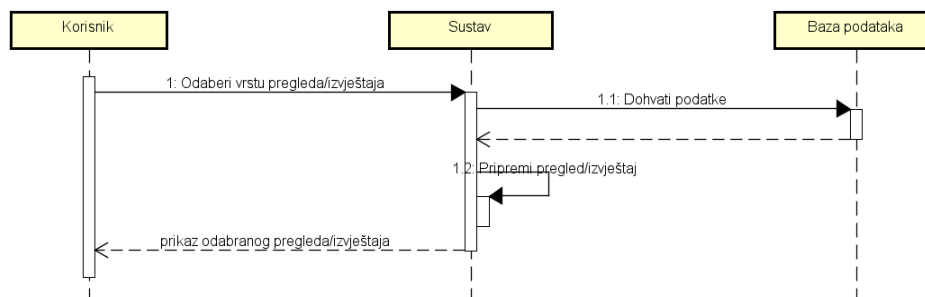 Korisnik
Sustav
Baza podataka
1: Odaberi vrstu pregleda/izvještaja
1.1: Dohvati podatke
1.2: Pripremi pregled/izvještaj
prikaz odabranog pregleda/izvještaja